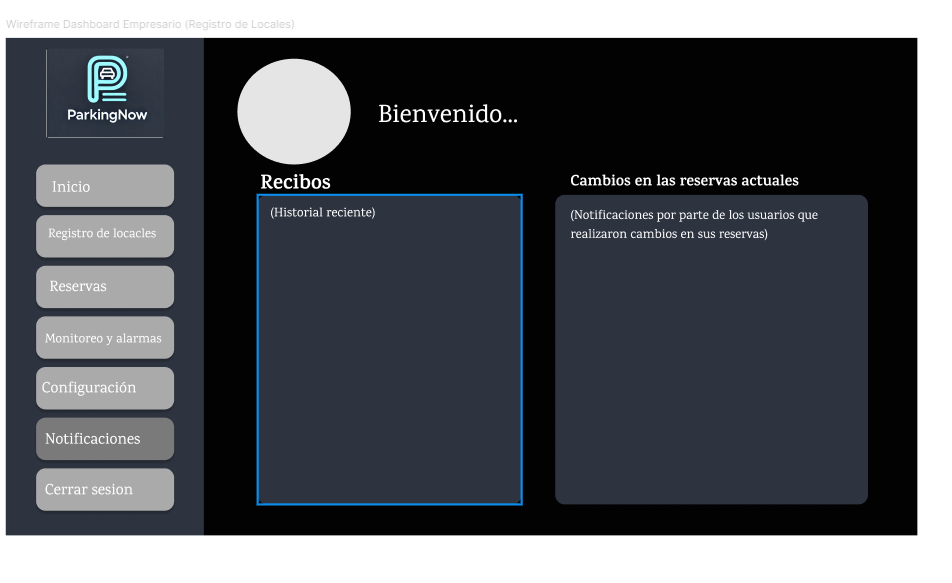 Wireframe Dashboard Empresario (Registro de Locales)
ParkingNow
Bienvenido...
Inicio
Registro de locacles
Reservas
Monitoreo y alarmas
Configuración
Notificaciones
Cerrar sesion
Recibos
(Historial reciente)
Cambios en las reservas actuales
(Notificaciones por parte de los usuarios que
realizaron cambios en sus reservas)